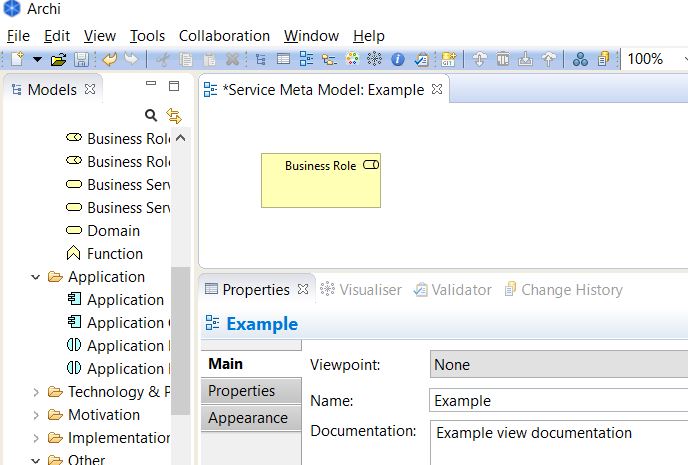 Archi
File Edit View Tools Collaboration Window Help
100%
Models
*Service Meta Model: Example
Business Role
Business Role
Business Role
Business Serv
Business Serv
Domain
Function
Application
Application
Application
Application
Application
Technology & P
Motivation
Implementation
Other
Properties Visualiser Validator Change History
Example
Main
Viewpoint: None
Properties
Name: Example
Appearance
Documentation: Example view documentation